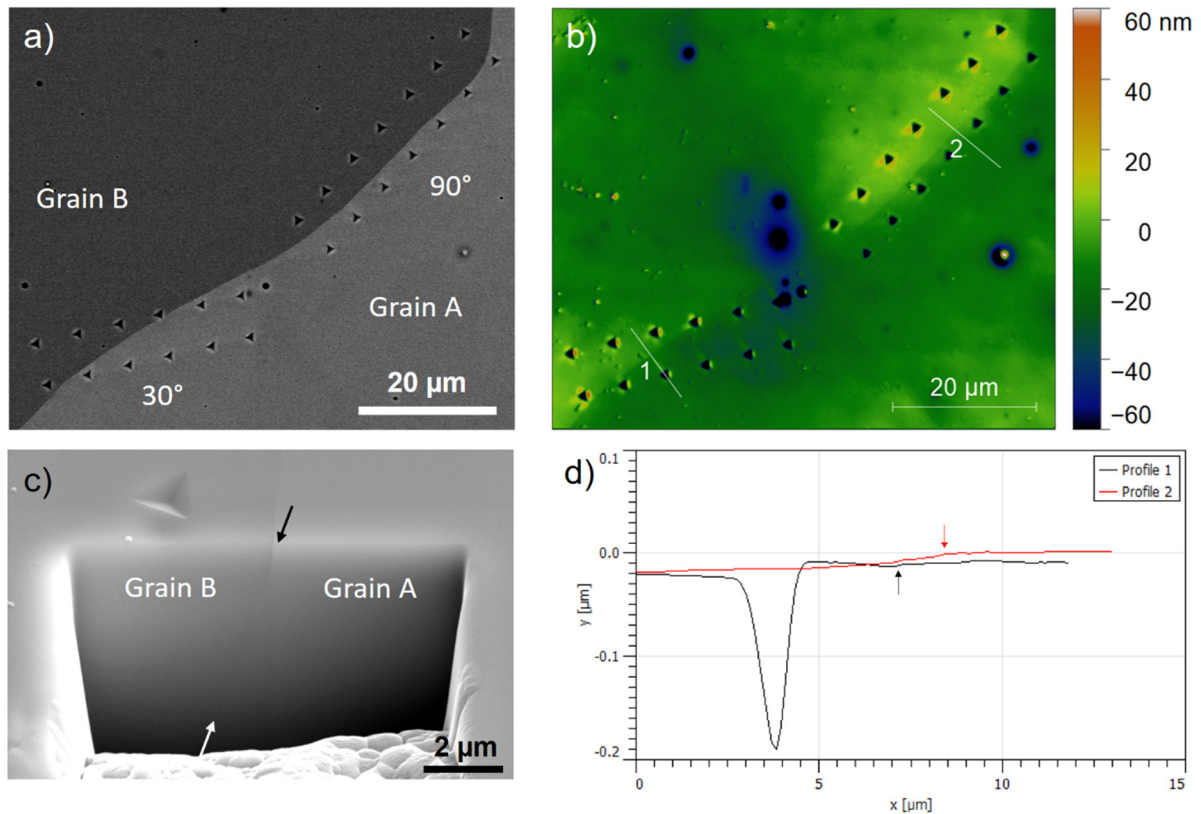 a)
Grain B
90°
Grain A
30°
20 µm
b)
2
1
20 µm
60 nm
40
20
0
−20
−40
−60
c)
Grain B
Grain A
2 µm
d)
0.1
0.0
-0.1
-0.2
y [µm]
0
5
10
15
x [µm]
Profile 1
Profile 2